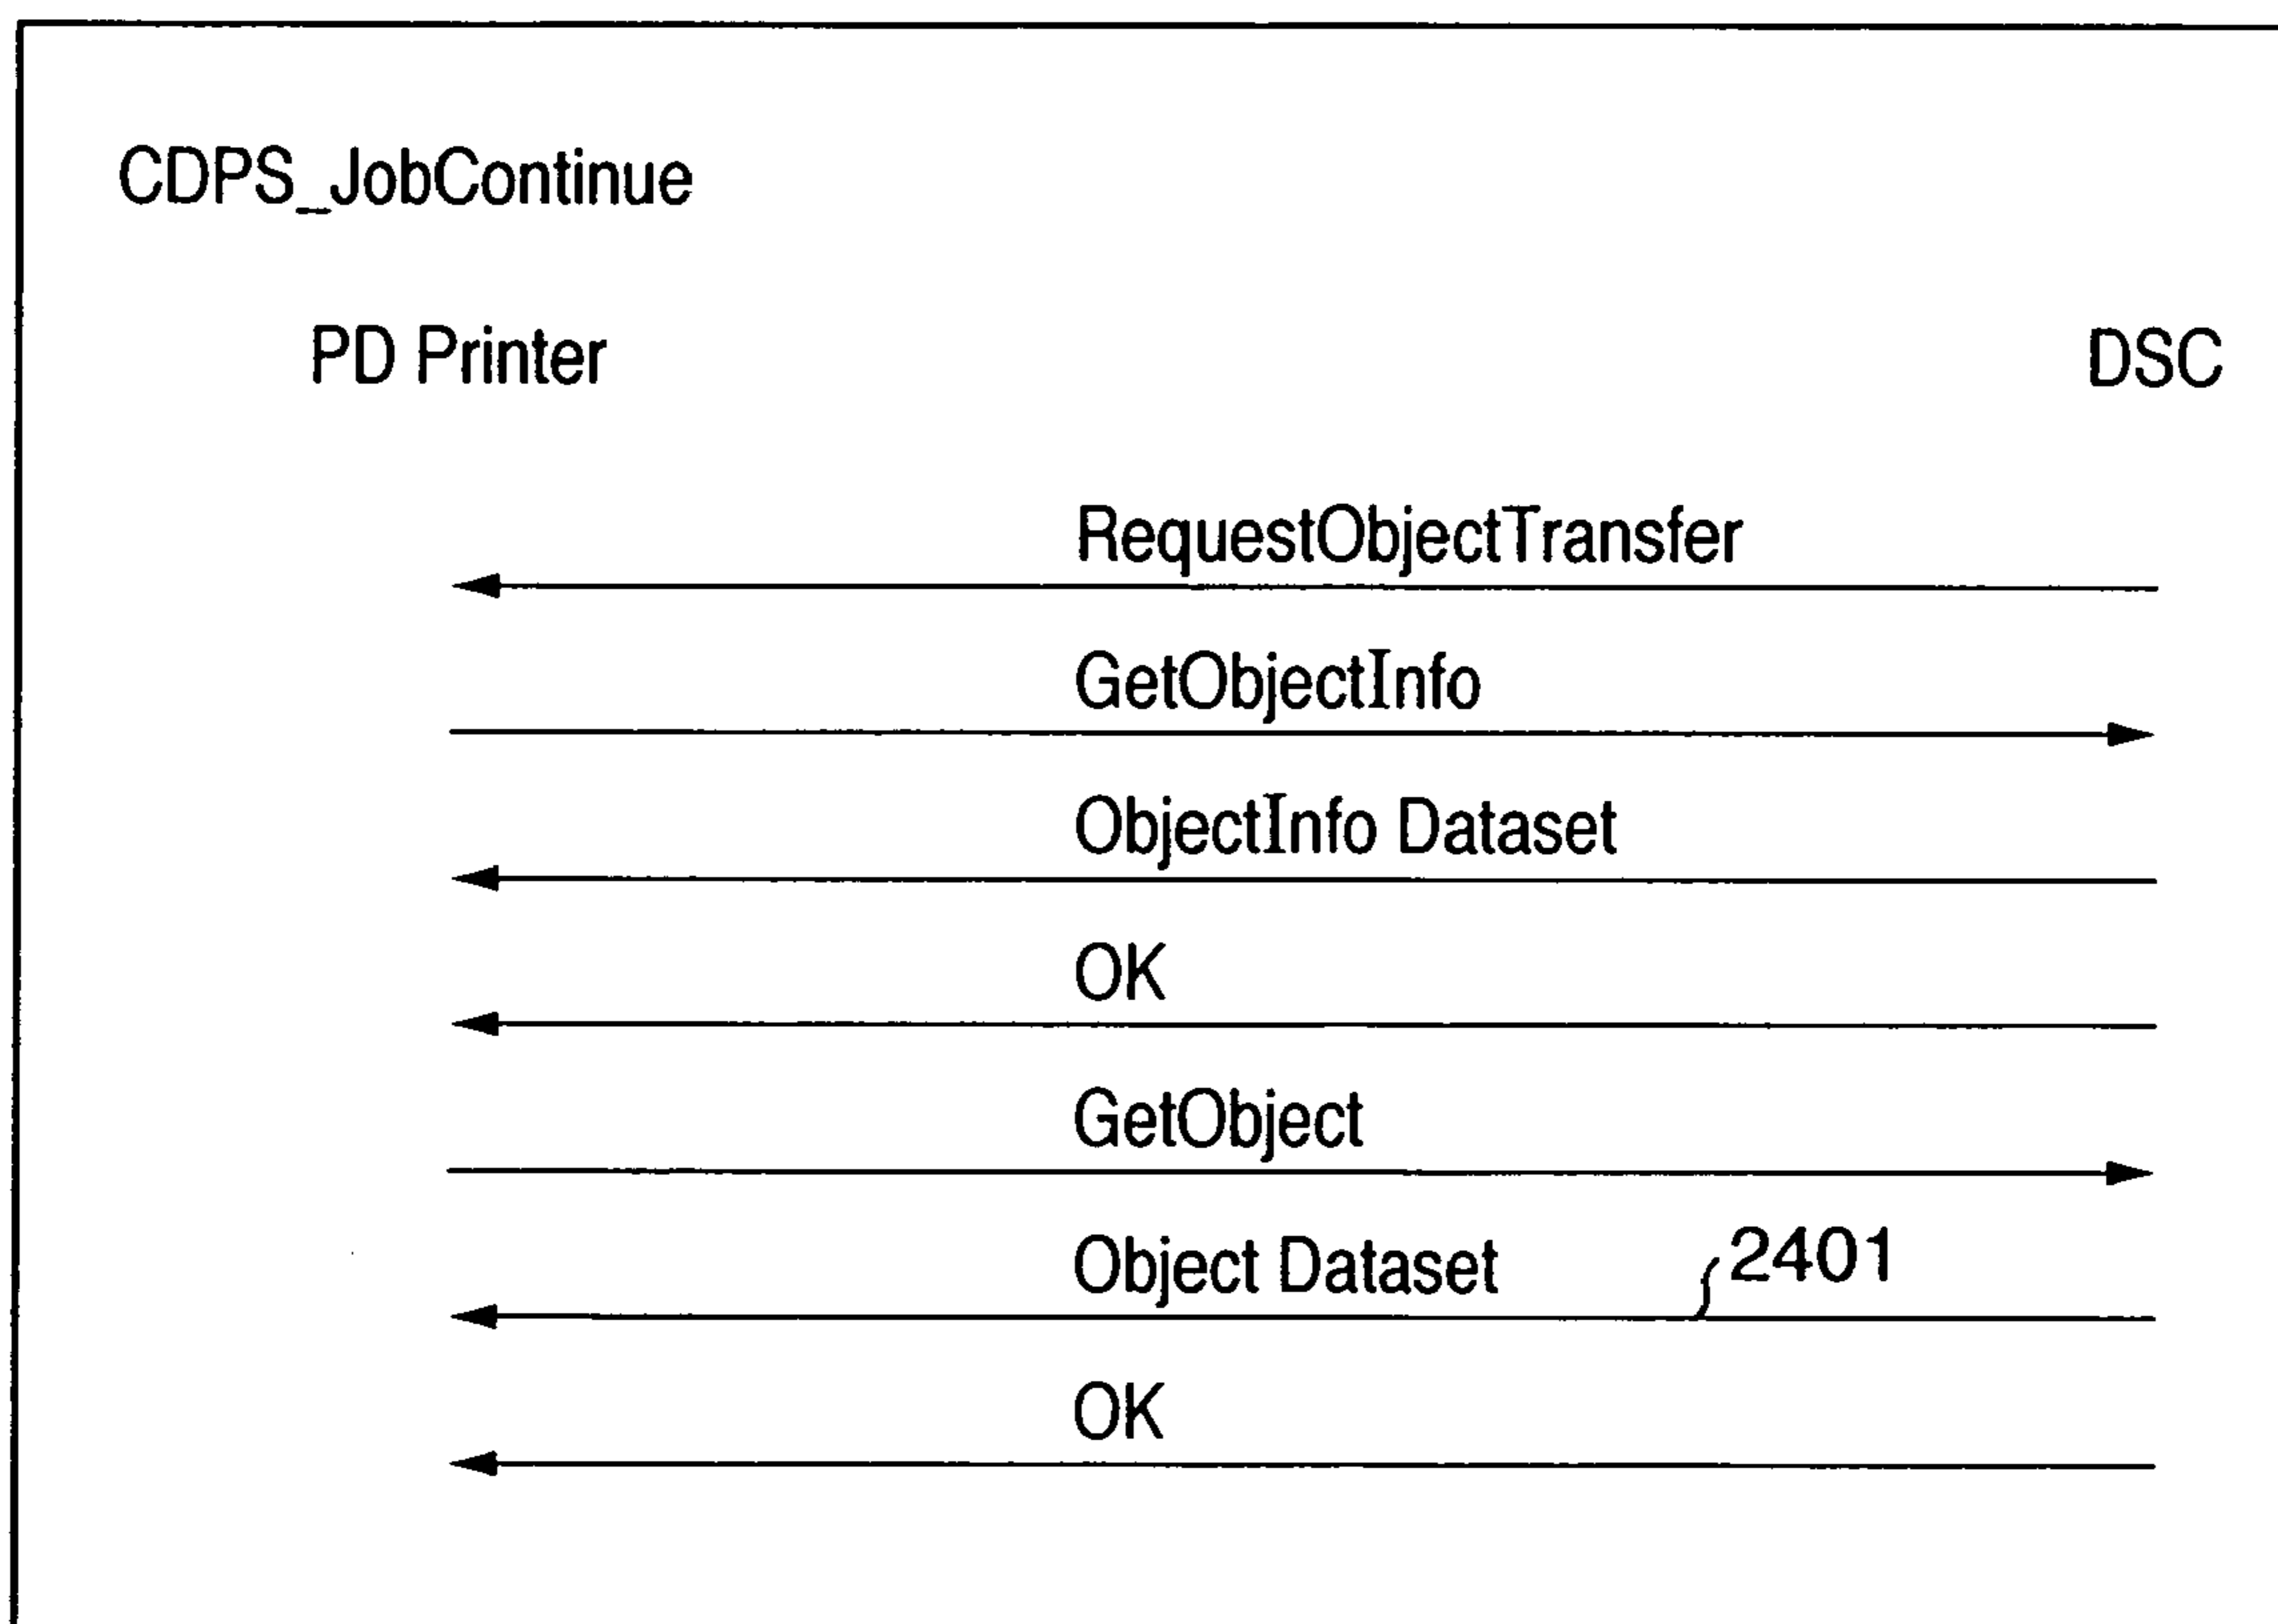 CDPS_JobContinue
PD Printer DSC
RequestObjectTransfer
GetObjectInfo
ObjectInfo Dataset
OK
GetObject
Object Dataset 2401
OK